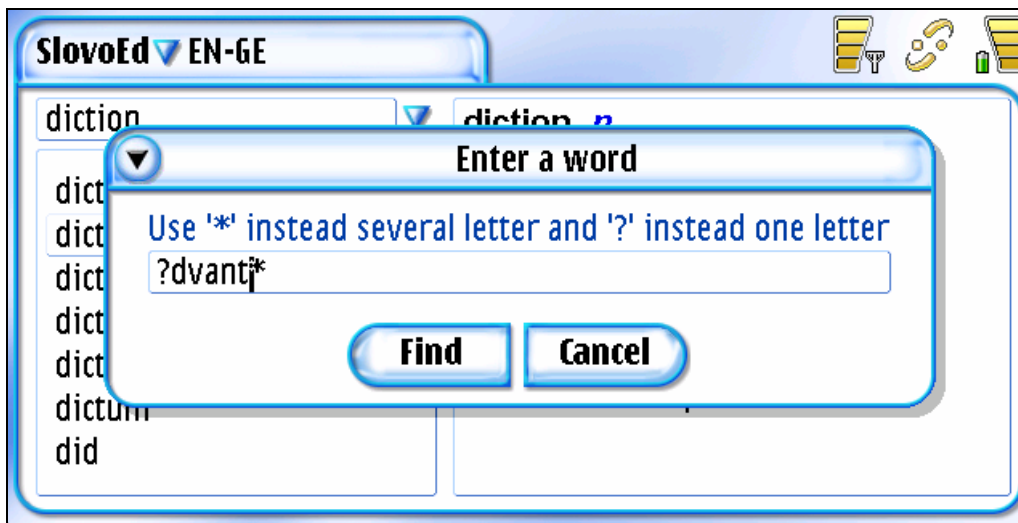 SlovoEd EN-GE
diction
diction n
Enter a word
Use '*' instead several letter and '?' instead one letter
?dvant*
Find Cancel
dict
dict
dict
dict
dict
dictum
did